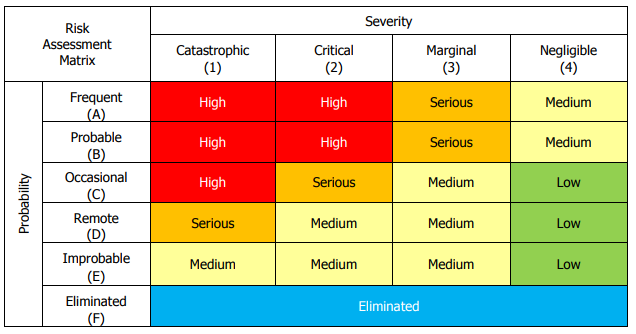 Risk
Assessment
Matrix
Severity
Catastrophic
(1)
Critical
(2)
Marginal
(3)
Negligible
(4)
Probability
Frequent
(A)
High
High
Serious
Medium
Probable
(B)
High
High
Serious
Medium
Occasional
(C)
High
Serious
Medium
Low
Remote
(D)
Serious
Medium
Medium
Low
Improbable
(E)
Medium
Medium
Medium
Low
Eliminated
(F)
Eliminated